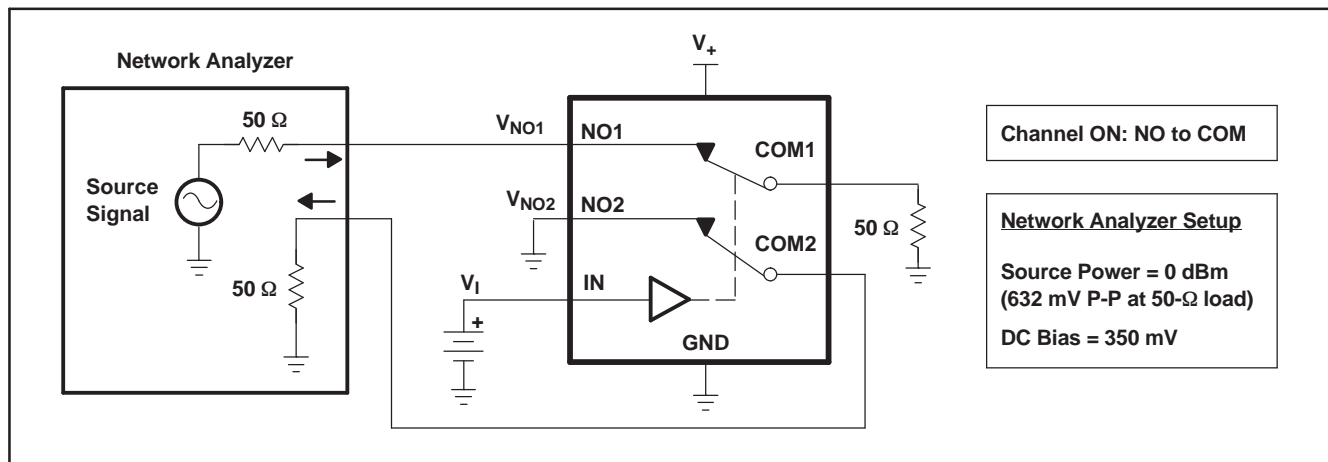 Network Analyzer
50 Ω
Source
Signal
50 Ω
V+
VNO1
NO1
COM1
VNO2
NO2
COM2
50 Ω
VI
IN
+
GND
Channel ON: NO to COM
Network Analyzer Setup
Source Power = 0 dBm
(632 mV P-P at 50-Ω load)
DC Bias = 350 mV